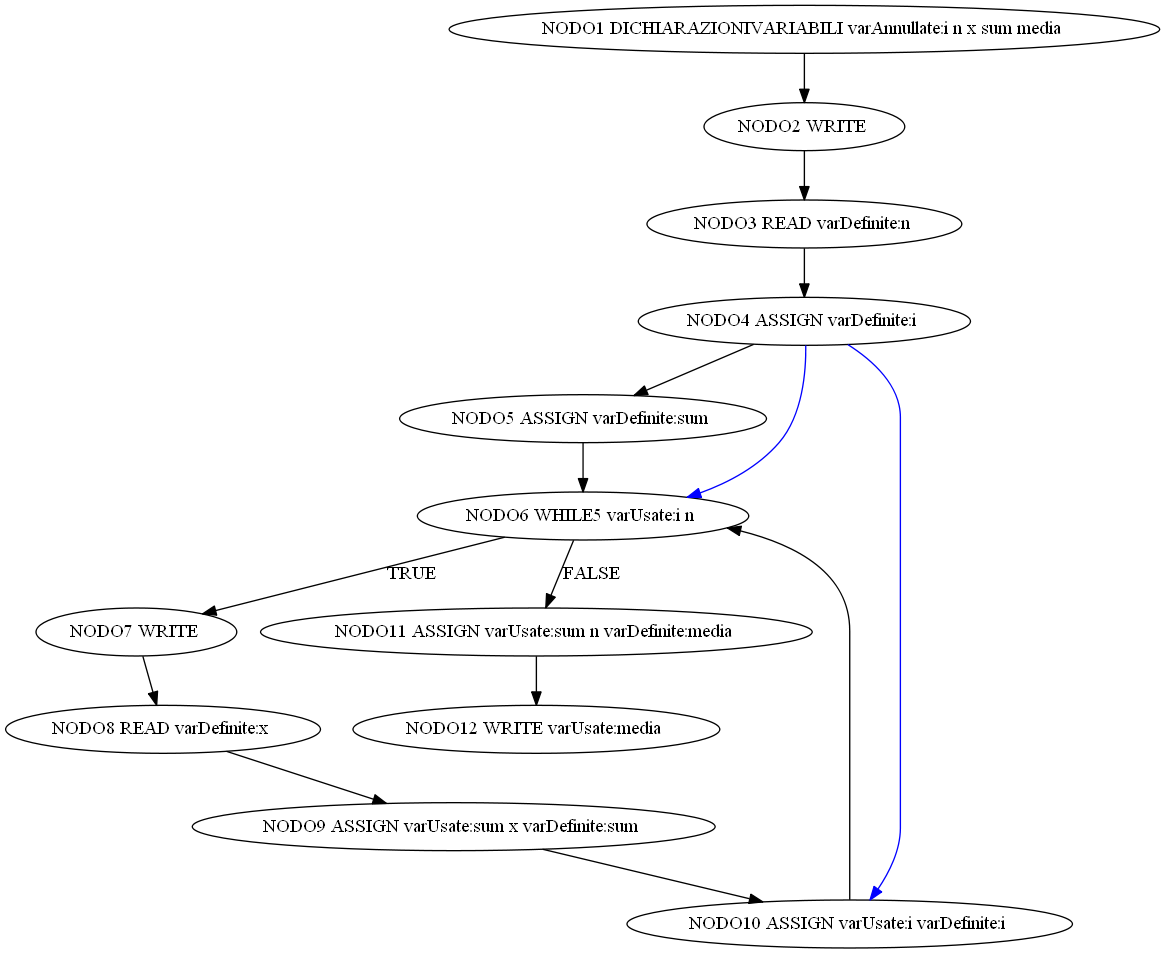 NODO1 DICHIARAZIONIVARIABILI varAnnullate:i n x sum media
NODO2 WRITE
NODO3 READ varDefinite:n
NODO4 ASSIGN varDefinite:i
NODO5 ASSIGN varDefinite:sum
NODO6 WHILE5 varUsate:i n
TRUE
FALSE
NODO7 WRITE
NODO11 ASSIGN varUsate:sum n varDefinite:media
NODO8 READ varDefinite:x
NODO12 WRITE varUsate:media
NODO9 ASSIGN varUsate:sum x varDefinite:sum
NODO10 ASSIGN varUsate:i varDefinite:i